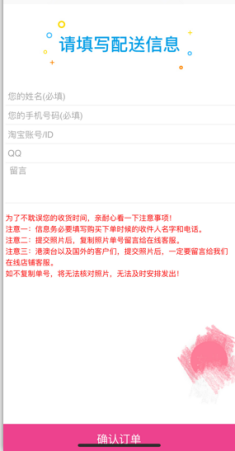 请填写配送信息
您的姓名(必填)
您的手机号码(必填)
淘宝账号/ID
QQ
留言
为了不耽误您的收货时间，亲耐心看一下注意事项！
注意一：信息务必要填写购买下单时候的收件人名字和电话。
注意二：提交照片后，复制照片单号留言给在线客服。
注意三：港澳台以及国外的客户们，提交照片后，一定要留言给我们
在线店铺客服。
如不复制单号，将无法核对照片，无法及时安排发出！
确认订单